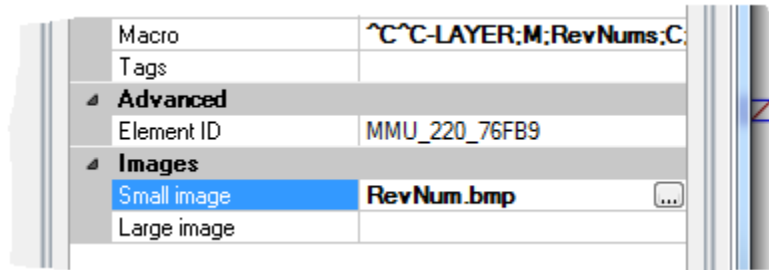 Macro ^C^C-LAYER;M;RevNums;C;
Tags
Advanced
Element ID MMU_220_76FB9
Images
Small image RevNum.bmp ...
Large image